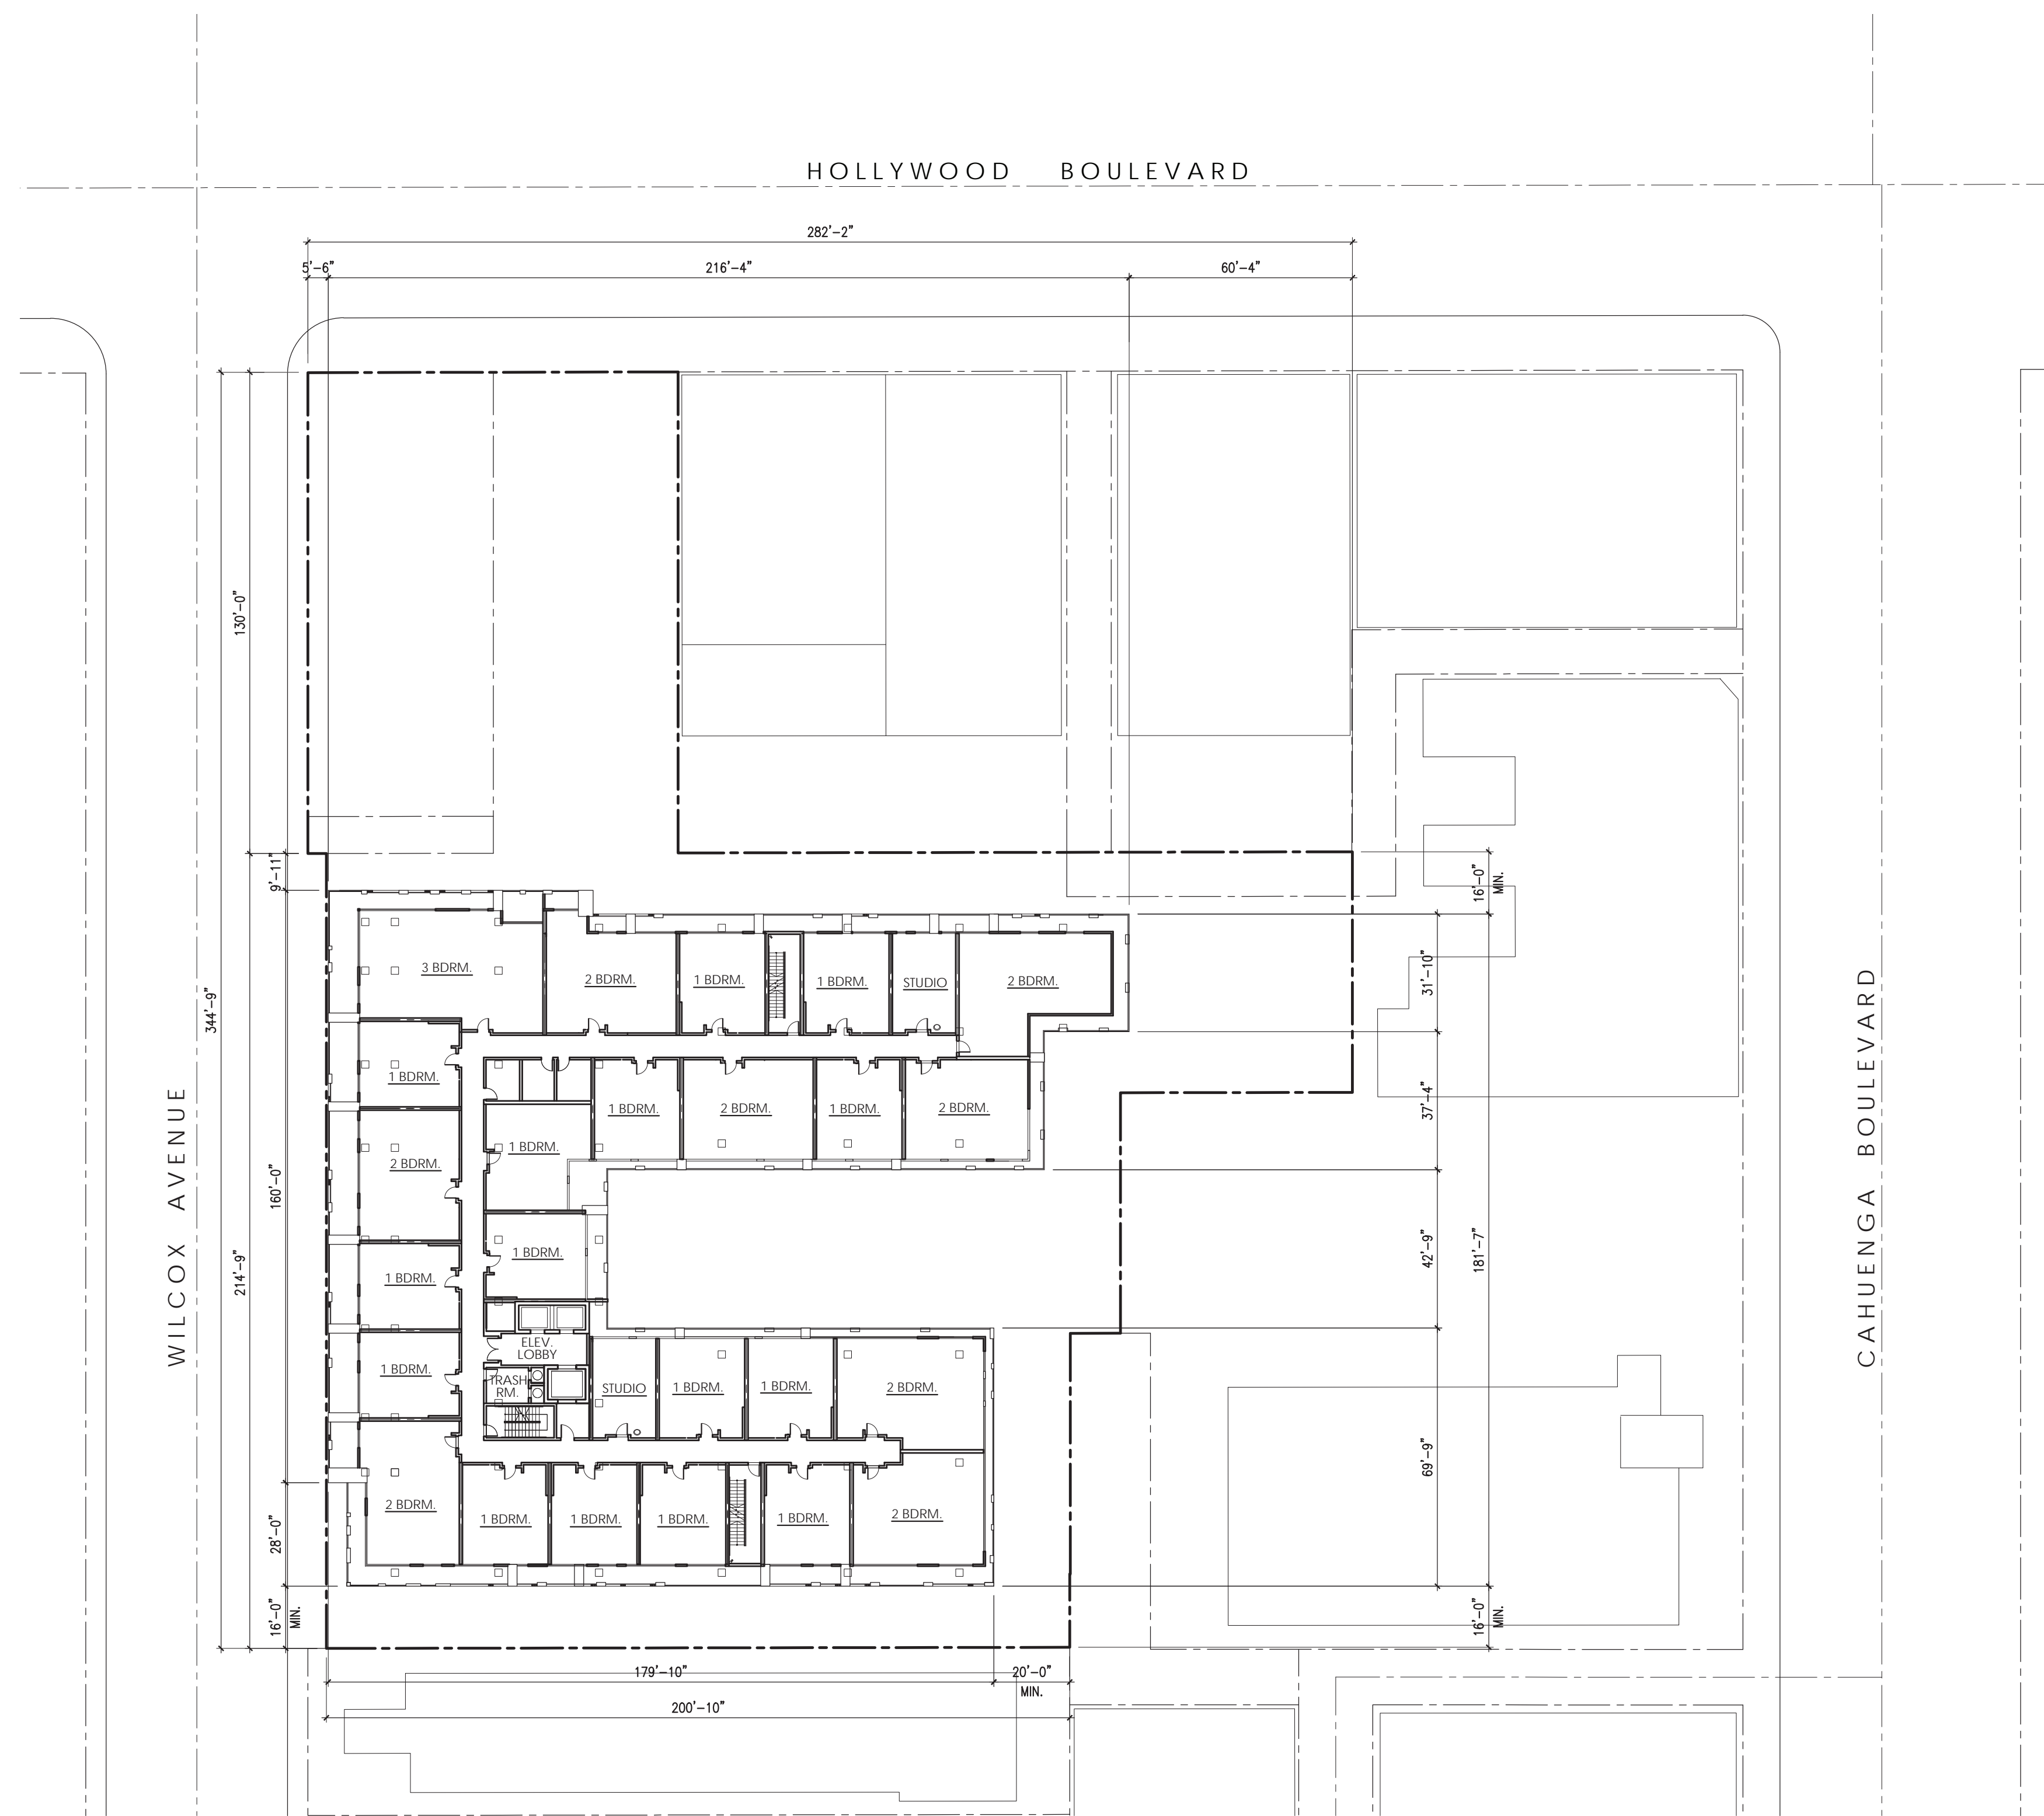 HOLLYWOOD BOULEVARD
282'-2"
5'-6"
216'-4"
60'-4"
130'-0"
9'-11"
16'-0"
MIN.
344'-9"
31'-10"
3 BDRM.
2 BDRM.
1 BDRM.
1 BDRM.
STUDIO
2 BDRM.
WILCOX AVENUE
CAHUENGA BOULEVARD
1 BDRM.
1 BDRM.
2 BDRM.
1 BDRM.
2 BDRM.
37'-4"
2 BDRM.
1 BDRM.
160'-0"
214'-9"
1 BDRM.
1 BDRM.
42'-9"
181'-7"
ELEV.
LOBBY
1 BDRM.
TRASH
RM.
STUDIO
1 BDRM.
1 BDRM.
2 BDRM.
69'-9"
2 BDRM.
1 BDRM.
1 BDRM.
1 BDRM.
1 BDRM.
2 BDRM.
28'-0"
16'-0"
MIN.
16'-0"
MIN.
179'-10"
20'-0"
MIN.
200'-10"